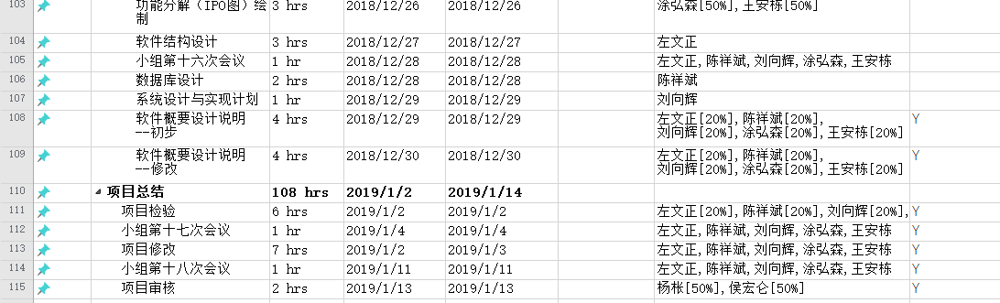 103 功能分解（IPO图）绘 3 hrs 2018/12/26 2018/12/26 涂弘森[50%],王安栋[50%]
制
104 软件结构设计 3 hrs 2018/12/27 2018/12/27 左文正
105 小组第十六次会议 1 hr 2018/12/28 2018/12/28 左文正,陈祥斌,刘向辉,涂弘森,王安栋
106 数据库设计 2 hrs 2018/12/28 2018/12/28 陈祥斌
107 系统设计与实现计划 1 hr 2018/12/29 2018/12/29 刘向辉
108 软件概要设计说明 4 hrs 2018/12/29 2018/12/29 左文正[20%],陈祥斌[20%], Y
--初步 刘向辉[20%],涂弘森[20%],王安栋[20%]
109 软件概要设计说明 4 hrs 2018/12/30 2018/12/30 左文正[20%],陈祥斌[20%], Y
--修改 刘向辉[20%],涂弘森[20%],王安栋[20%]
110 项目总结 108 hrs 2019/1/2 2019/1/14
111 项目检验 6 hrs 2019/1/2 2019/1/2 左文正[20%],陈祥斌[20%],刘向辉[20%], Y
112 小组第十七次会议 1 hr 2019/1/4 2019/1/4 左文正,陈祥斌,刘向辉,涂弘森,王安栋 Y
113 项目修改 7 hrs 2019/1/2 2019/1/3 左文正,陈祥斌,刘向辉,涂弘森,王安栋 Y
114 小组第十八次会议 1 hr 2019/1/11 2019/1/11 左文正,陈祥斌,刘向辉,涂弘森,王安栋 Y
115 项目审核 2 hrs 2019/1/13 2019/1/13 杨枨[50%],侯宏仑[50%] Y